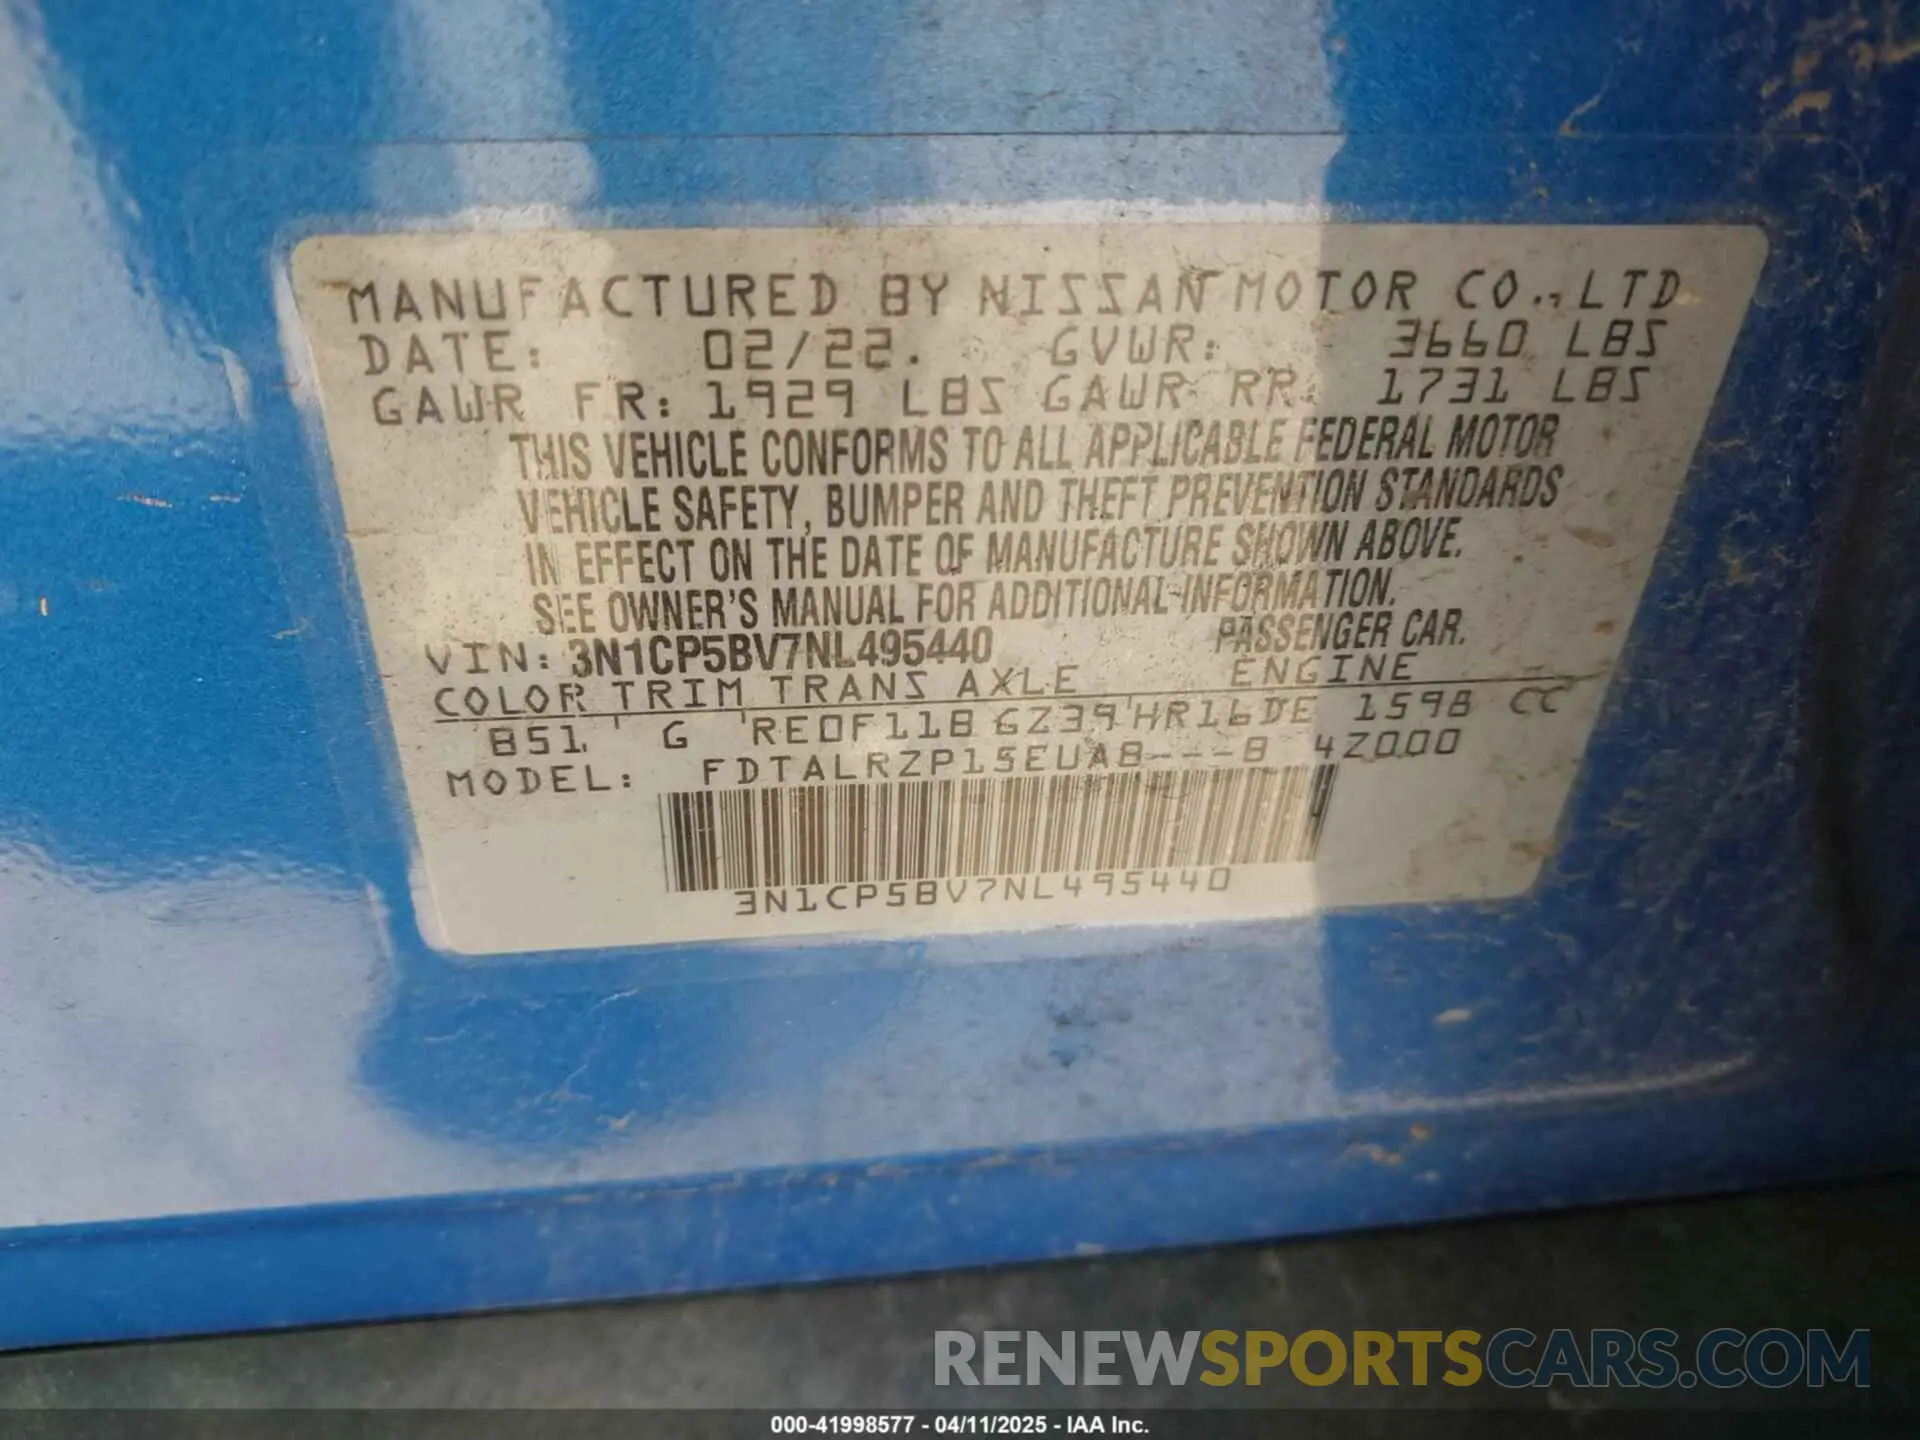 MANUFACTURED BY NISSAN MOTOR CO., LTD.
DATE: 02/22. GVWR: 3660 LBS
GAWR FR: 1929 LBS GAWR RR: 1731 LBS
THIS VEHICLE CONFORMS TO ALL APPLICABLE FEDERAL MOTOR
VEHICLE SAFETY, BUMPER AND THEFT PREVENTION STANDARDS
IN EFFECT ON THE DATE OF MANUFACTURE SHOWN ABOVE.
SEE OWNER'S MANUAL FOR ADDITIONAL INFORMATION.
VIN: 3N1CP5BV7NL495440 PASSENGER CAR.
COLOR TRIM TRANS AXLE ENGINE
B51 G RE0F11B GZ39 HR16DE 1598 CC
MODEL: FDTALRZP15EUAB---B 4Z000
3N1CP5BV7NL495440
RENEWSPORTSCARS.COM
000-41998577 - 04/11/2025 - IAA Inc.